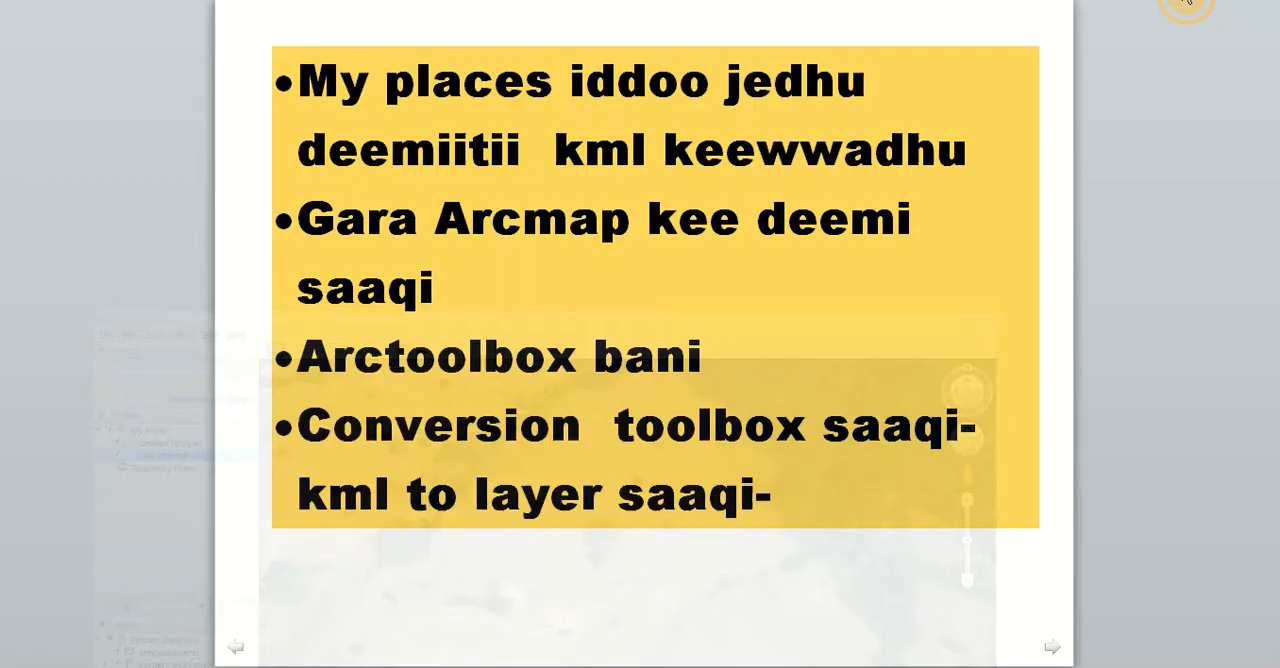 •My places iddoo jedhu
deemiitii kml keewwadhu
•Gara Arcmap kee deemi
saaqi
•Arctoolbox bani
•Conversion toolbox saaqi-
kml to layer saaqi-